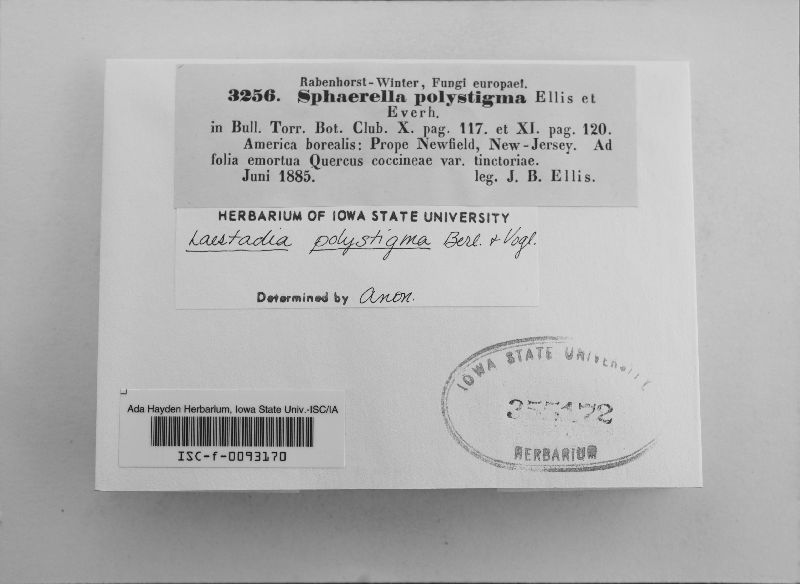 Rabenhorst-Winter, Fungi europaei.
3256. Sphaerella polystigma Ellis et
Everh.
in Bull. Torr. Bot. Club. X. pag. 117. et XI. pag. 120.
America borealis: Prope Newfield, New-Jersey. Ad
folia emortua Quercus coccineae var. tinctoriae.
Juni 1885. leg. J. B. Ellis.
HERBARIUM OF IOWA STATE UNIVERSITY
Laestadia polystigma Berl. & Vogl.
Determined by Anon.
IOWA STATE UNIVERSITY
HERBARIUM
Ada Hayden Herbarium, Iowa State Univ.-ISC/IA
ISC-f-0093170